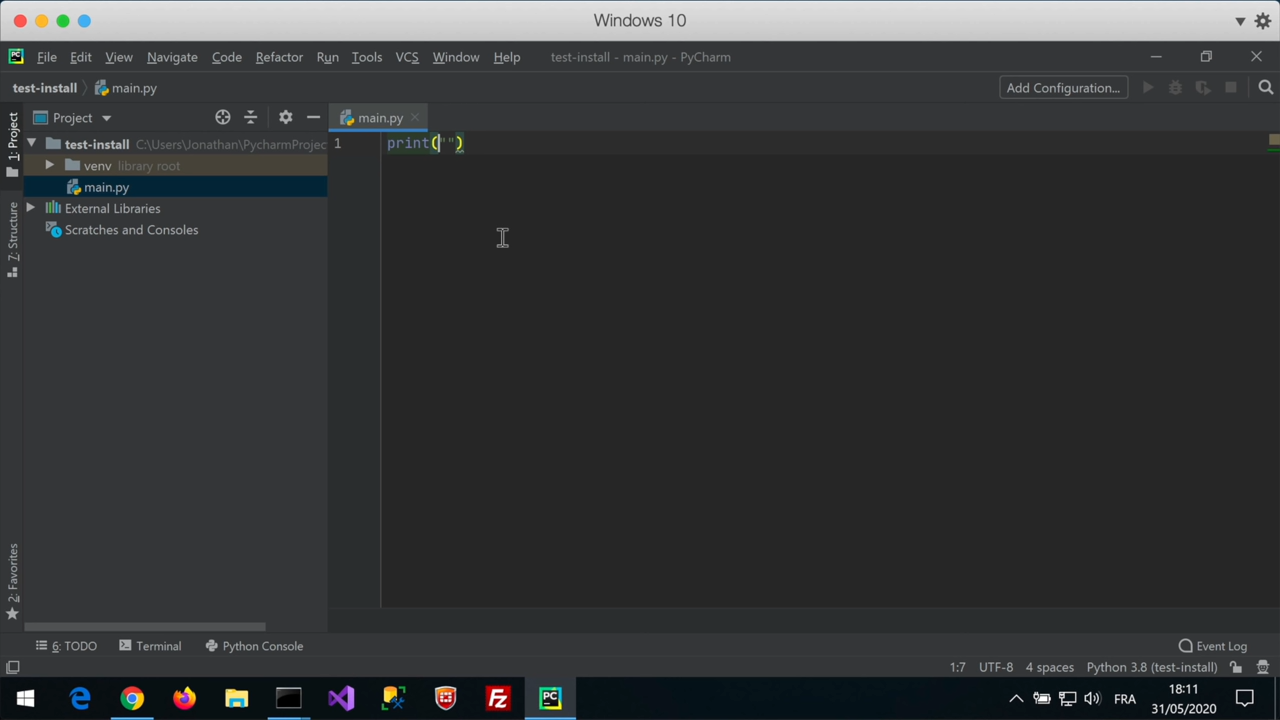 Windows 10
PC File Edit View Navigate Code Refactor Run Tools VCS Window Help test-install - main.py - PyCharm
test-install main.py Add Configuration...
1: Project
Project
main.py
test-install C:\Users\Jonathan\PycharmProjec
venv library root
main.py
External Libraries
Scratches and Consoles
1 print("")
7: Structure
2: Favorites
6: TODO Terminal Python Console Event Log
1:7 UTF-8 4 spaces Python 3.8 (test-install)
Fz PC FRA 18:11
31/05/2020